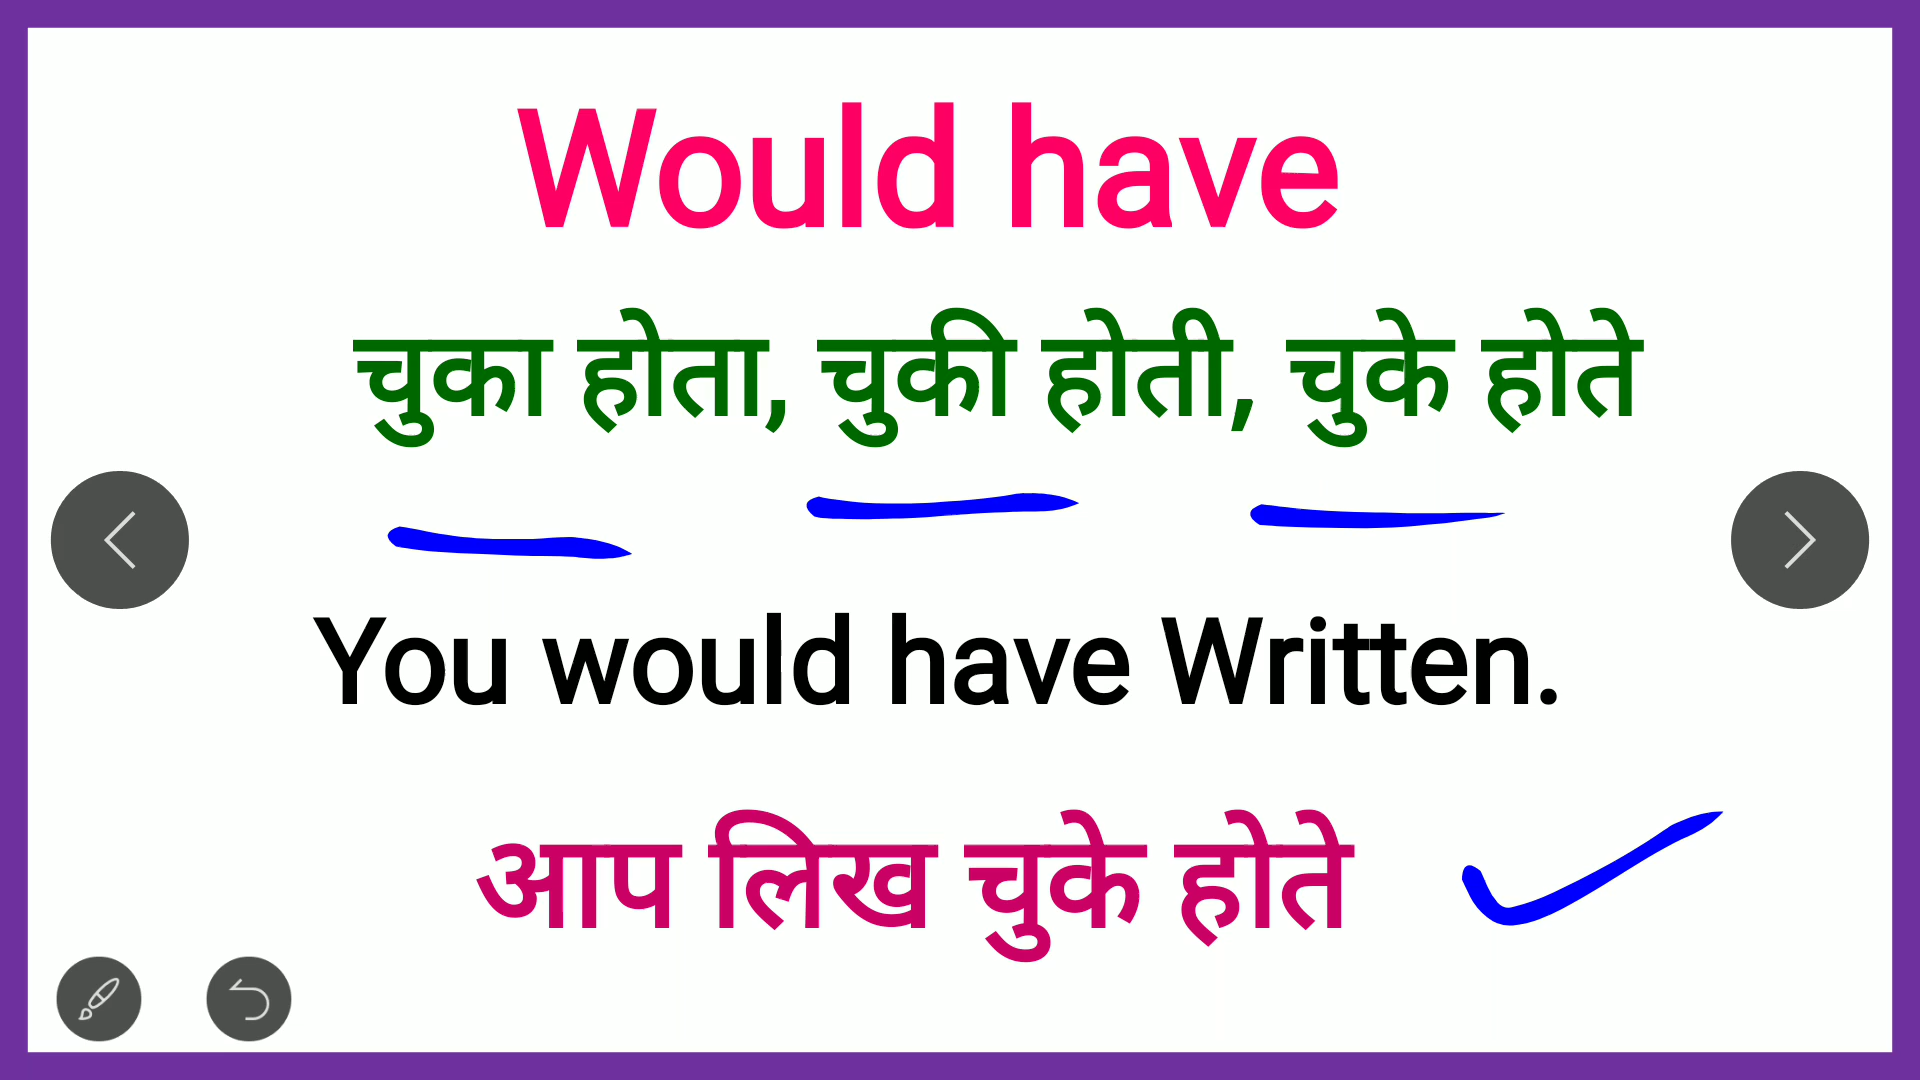 Would have
चुका होता, चुकी होती, चुके होते
You would have Written.
आप लिख चुके होते